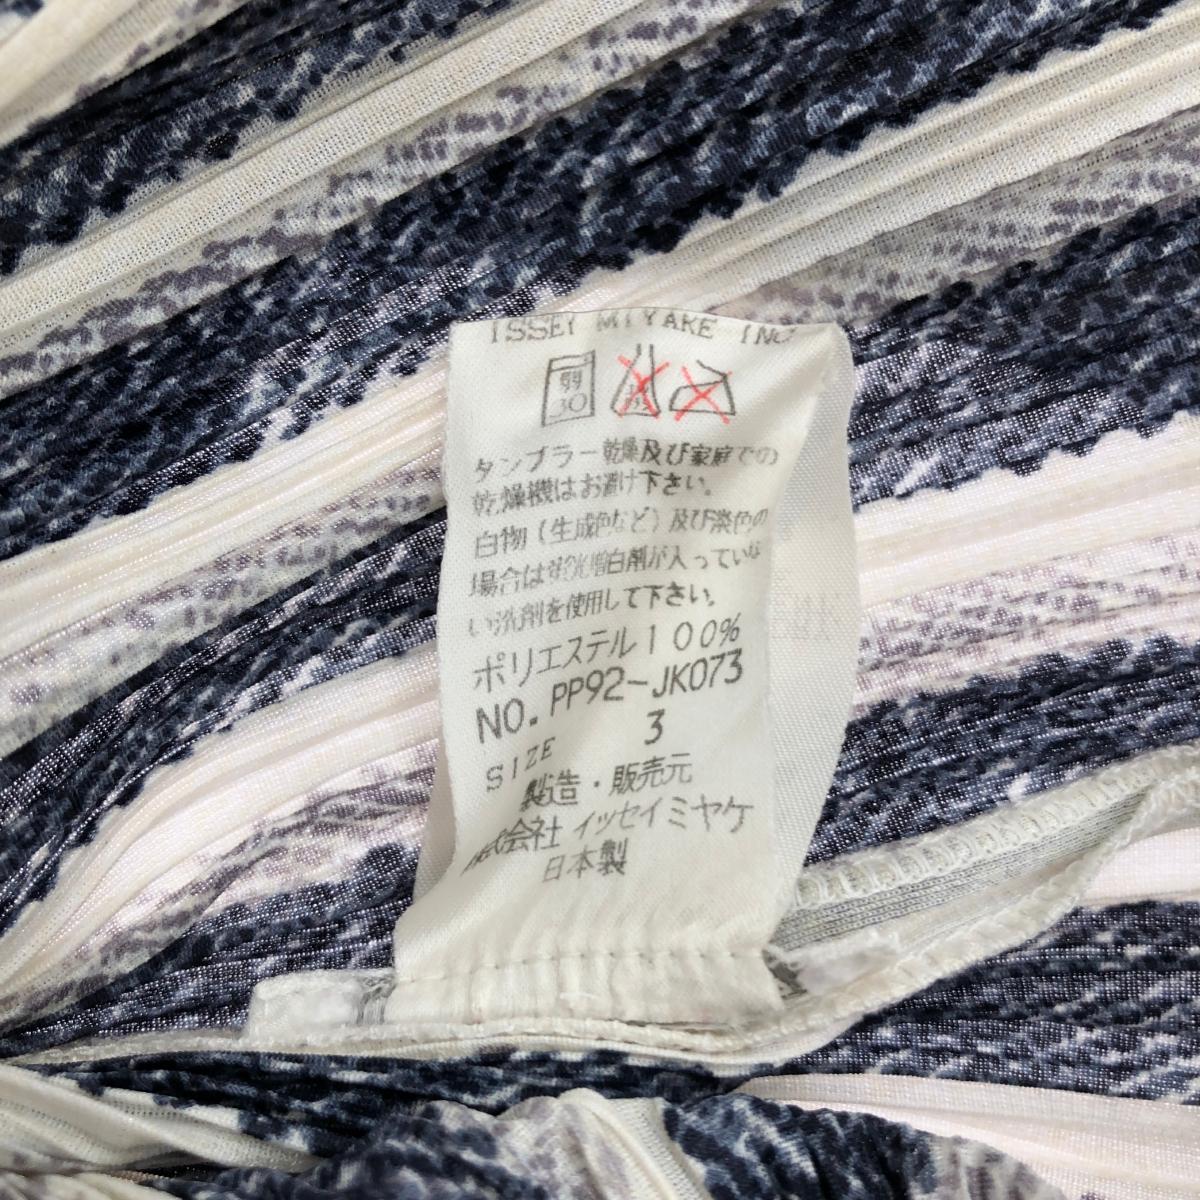 ISSEY MIYAKE INC
弱
30
タンブラー乾燥及び家庭での
乾燥機はお避け下さい。
白物(生成色など)及び淡色の
場合は蛍光増白剤が入っていな
い洗剤を使用して下さい。
ポリエステル100%
NO. PP92-JK073
SIZE 3
製造・販売元
株式会社 イッセイミヤケ
日本製